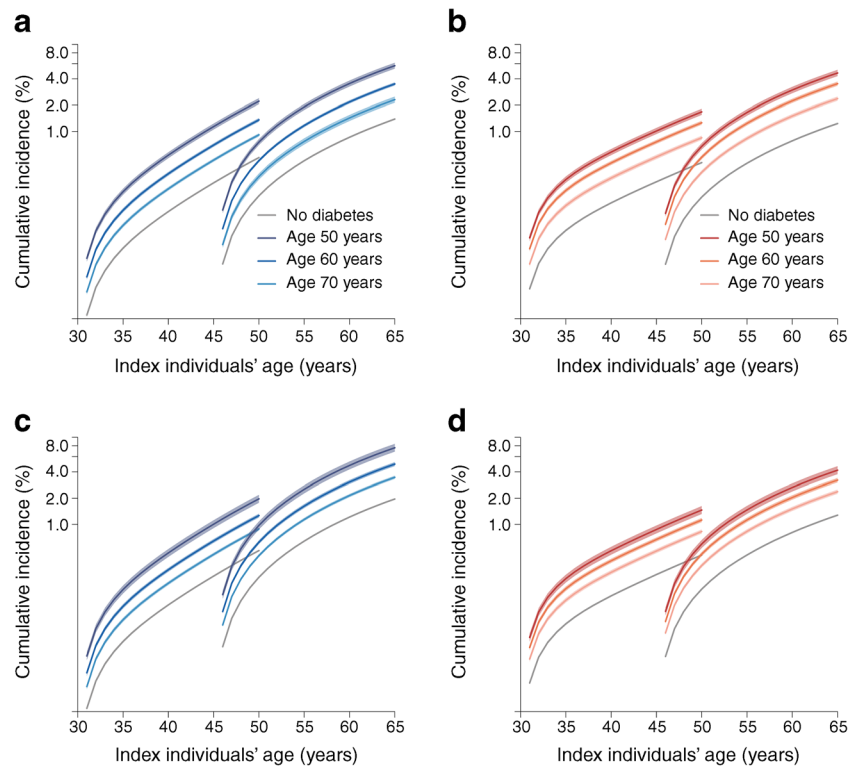 a
8.0
4.0
2.0
1.0
Cumulative incidence (%)
No diabetes
Age 50 years
Age 60 years
Age 70 years
30 35 40 45 50 55 60 65
Index individuals’ age (years)
b
8.0
4.0
2.0
1.0
Cumulative incidence (%)
No diabetes
Age 50 years
Age 60 years
Age 70 years
30 35 40 45 50 55 60 65
Index individuals’ age (years)
c
8.0
4.0
2.0
1.0
Cumulative incidence (%)
30 35 40 45 50 55 60 65
Index individuals’ age (years)
d
8.0
4.0
2.0
1.0
Cumulative incidence (%)
30 35 40 45 50 55 60 65
Index individuals’ age (years)